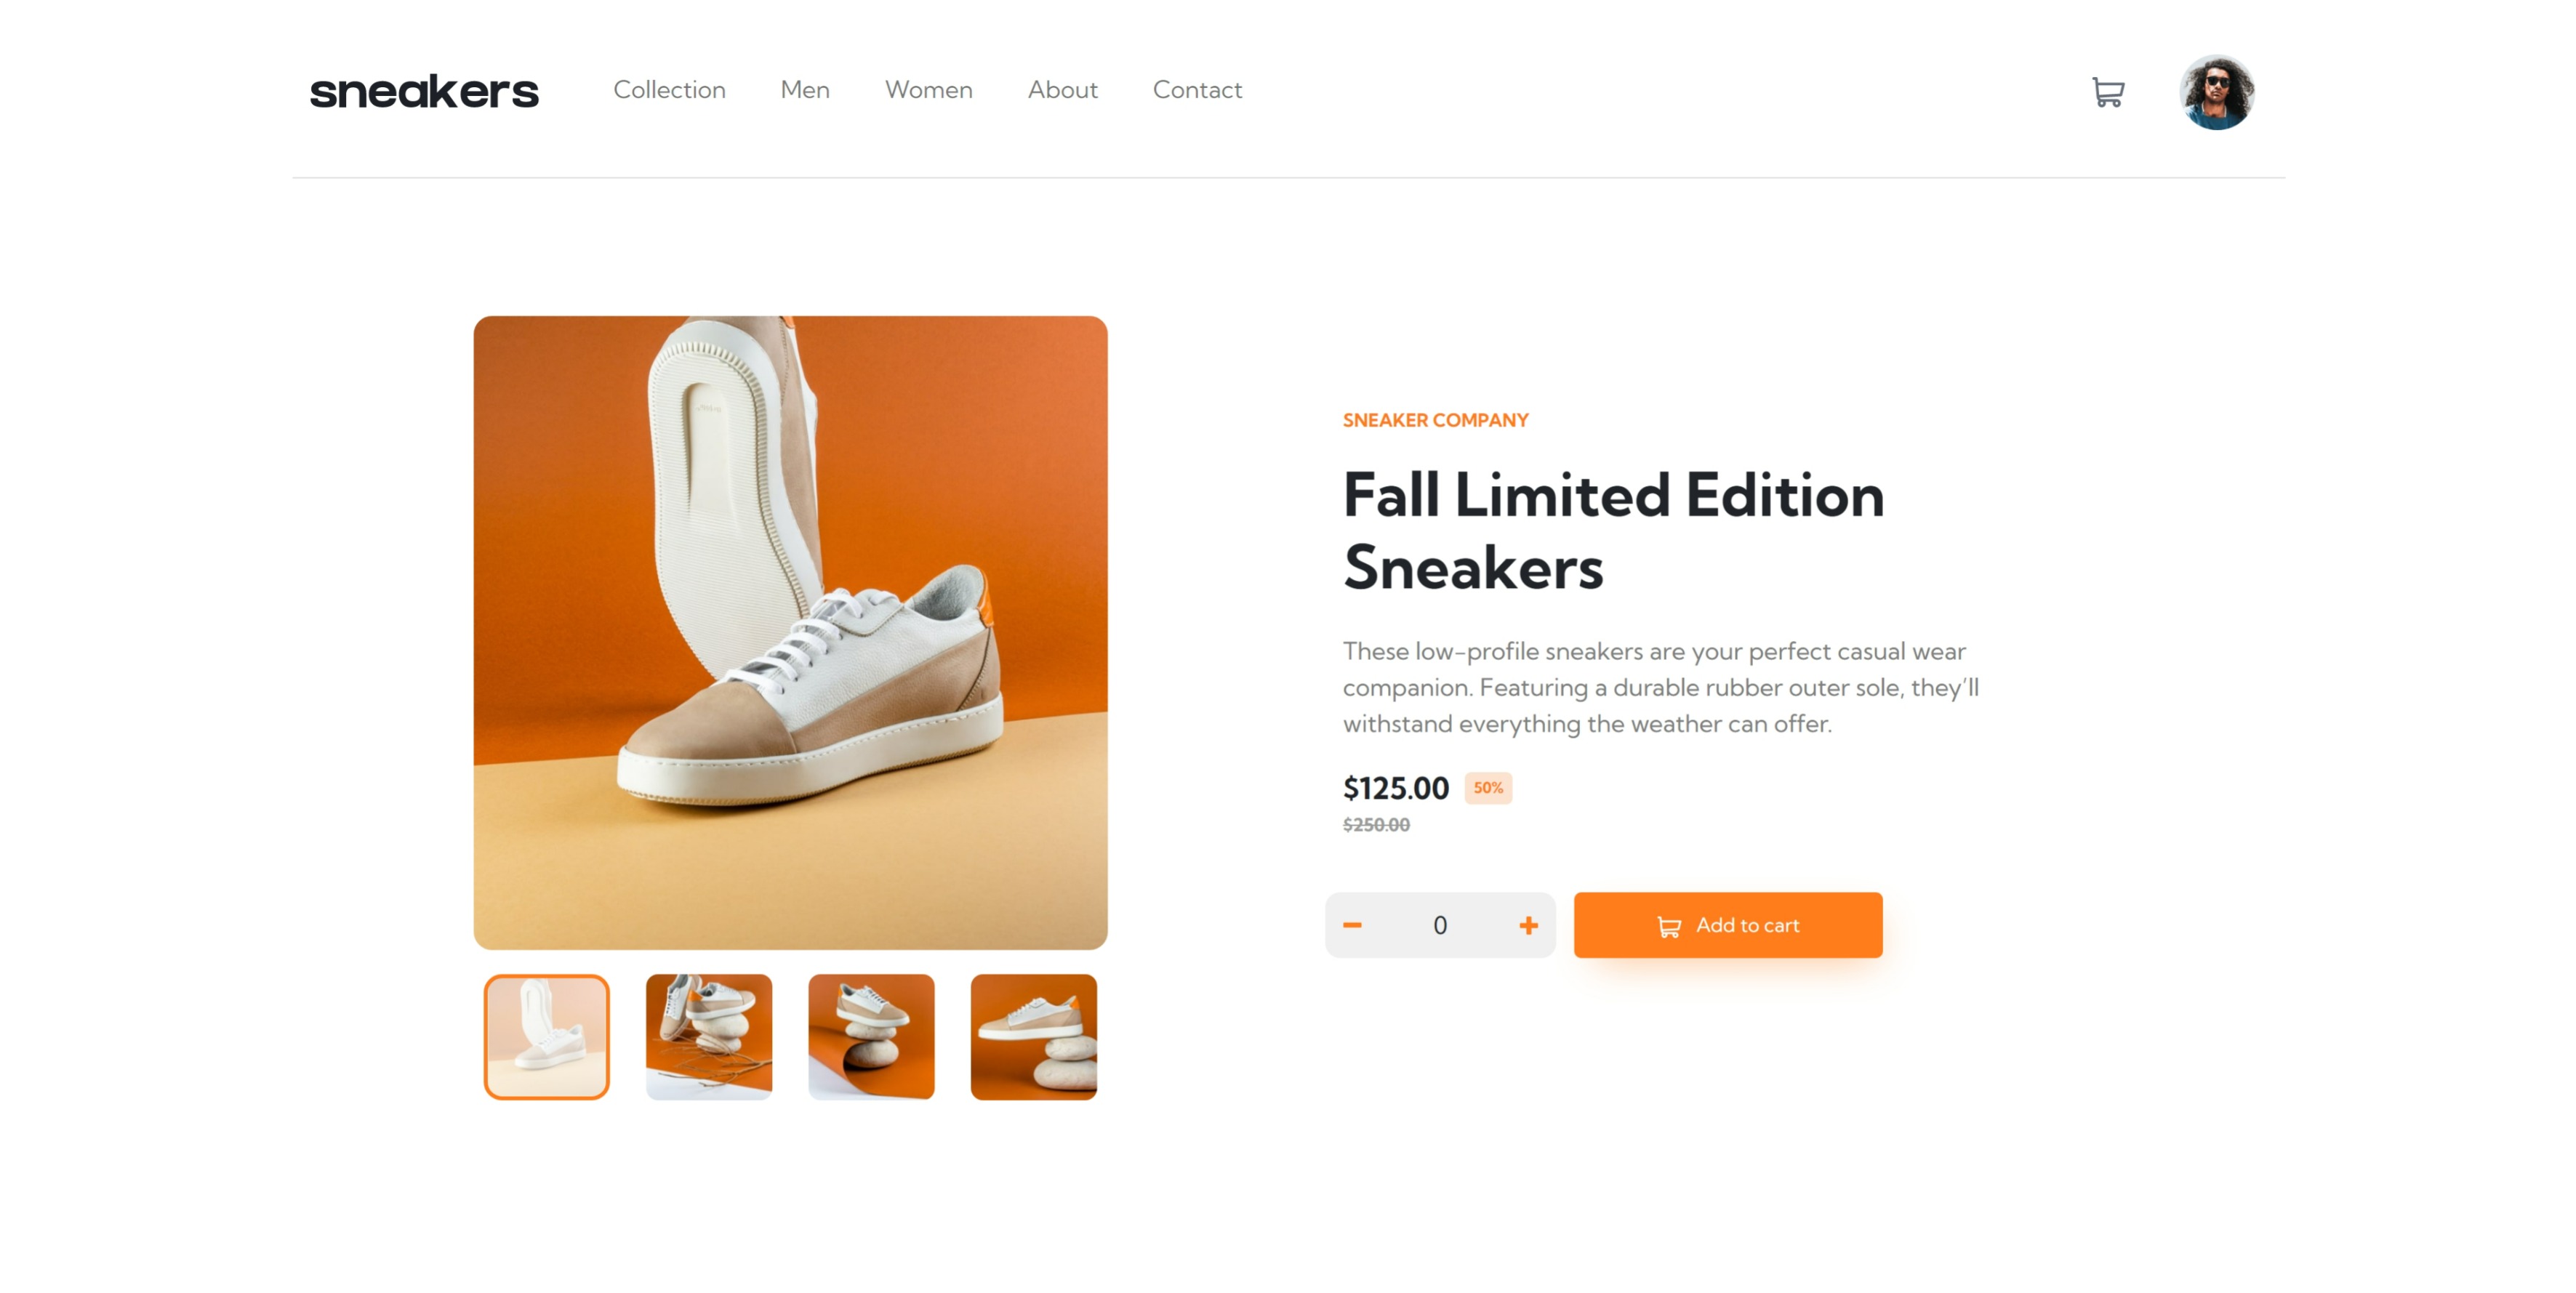 sneakers
Collection Men Women About Contact
SNEAKER COMPANY
Fall Limited Edition
Sneakers
These low-profile sneakers are your perfect casual wear
companion. Featuring a durable rubber outer sole, they’ll
withstand everything the weather can offer.
$125.00 50%
$250.00
0
Add to cart